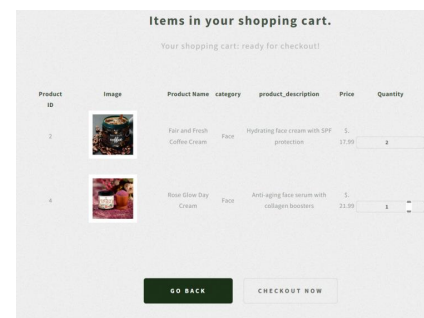 Items in your shopping cart.
Your shopping cart: ready for checkout!
Product ID Image Product Name category product_description Price Quantity
2 Fair and Fresh Coffee Cream Face Hydrating face cream with SPF protection $. 17.99 2
4 Rose Glow Day Cream Face Anti-aging face serum with collagen boosters $. 21.99 1
GO BACK CHECKOUT NOW